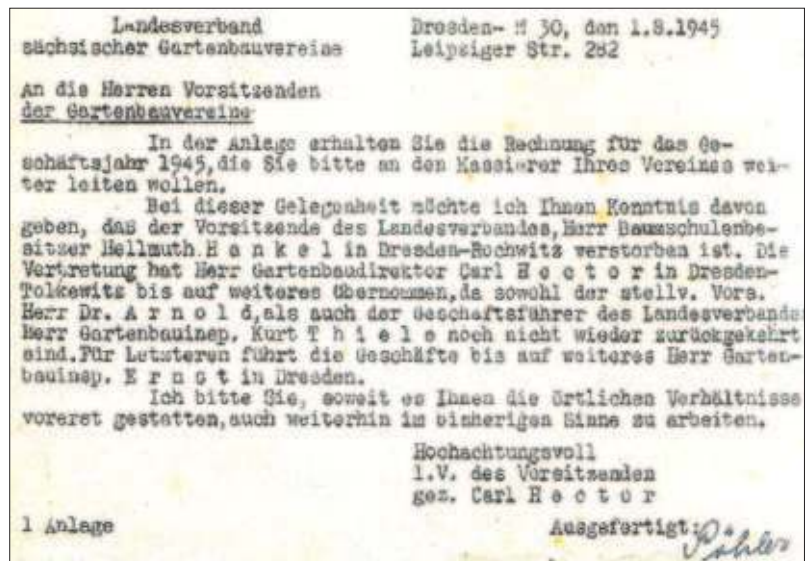 Landesverband Dresden- N 30, den 1.8.1945
sächsischer Gartenbauvereine Leipziger Str. 282
An die Herren Vorsitzenden
der Gartenbauvereine
In der Anlage erhalten Sie die Rechnung für das Ge-
schäftsjahr 1945,die Sie bitte an den Kassierer Ihres Vereines wei-
ter leiten wollen.
Bei dieser Gelegenheit möchte ich Ihnen Kenntnis davon
geben, das der Vorsitzende des Landesverbandes,Herr Baumschulenbe-
sitzer Hellmuth H a n k e l in Dresden-Rochwitz verstorben ist. Die
Vertretung hat Herr Gartenbaudirektor Carl H e c t o r in Dresden-
Tolkewitz bis auf weiteres übernommen,da sowohl der stellv. Vors.
Herr Dr. A r n o l d,als auch der Geschäftsführer des Landesverbandes
Herr Gartenbauinsp. Kurt T h i e l e noch nicht wieder zurückgekehrt
sind.Für Letzteren führt die Geschäfte bis auf weiteres Herr Garten-
bauinsp. E r n s t in Dresden.
Ich bitte Sie, soweit es Ihnen die örtlichen Verhältnisse
vorerst gestatten,auch weiterhin im bisherigen Sinne zu arbeiten.
Hochachtungsvoll
i.V. des Vorsitzenden
gez. Carl H e c t o r
1 Anlage Ausgefertigt: